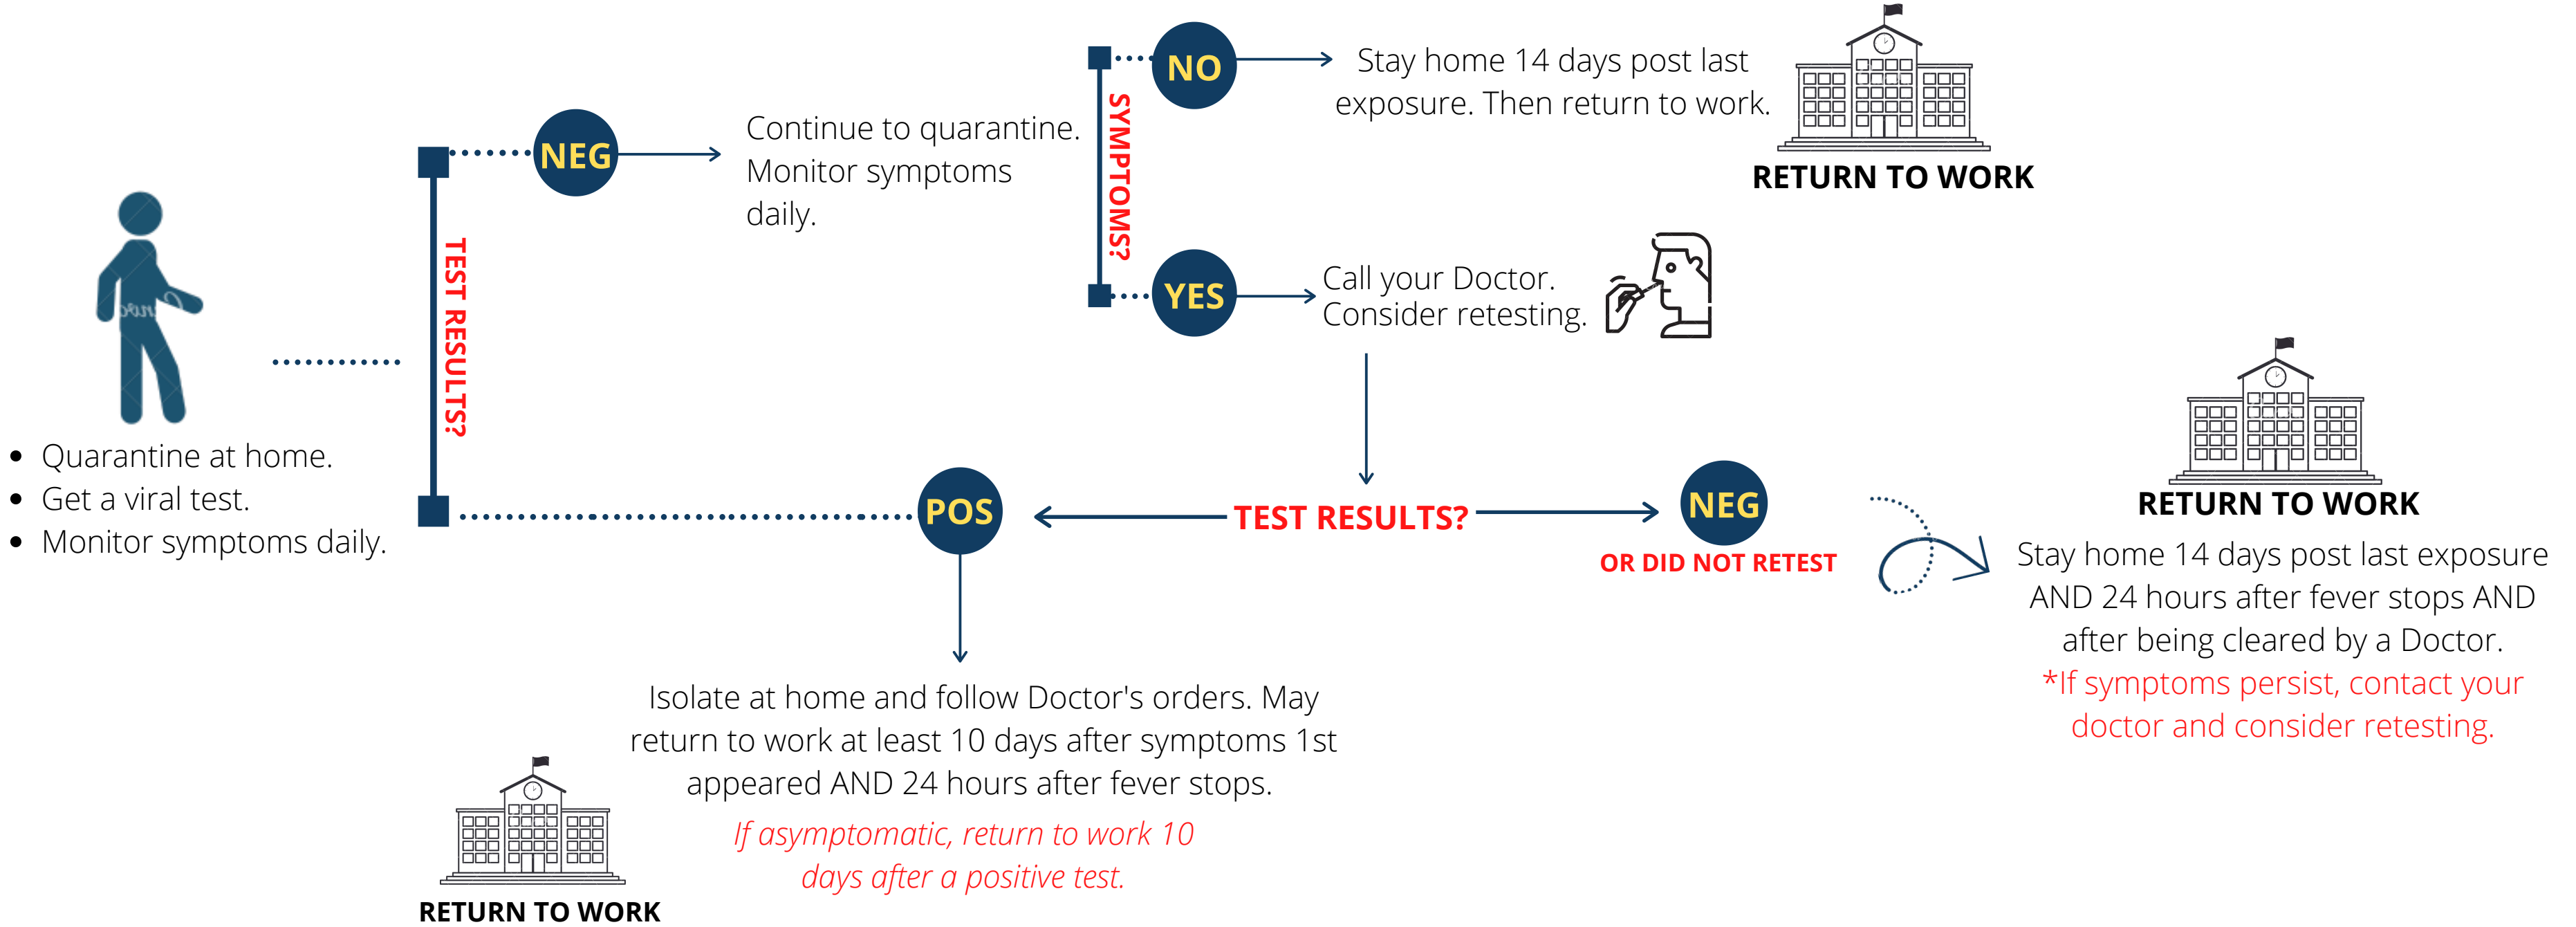 • Quarantine at home.
• Get a viral test.
• Monitor symptoms daily.
TEST RESULTS?
NEG
Continue to quarantine.
Monitor symptoms
daily.
SYMPTOMS?
NO
Stay home 14 days post last
exposure. Then return to work.
RETURN TO WORK
YES
Call your Doctor.
Consider retesting.
TEST RESULTS?
POS
Isolate at home and follow Doctor's orders. May
return to work at least 10 days after symptoms 1st
appeared AND 24 hours after fever stops.
If asymptomatic, return to work 10
days after a positive test.
RETURN TO WORK
NEG
OR DID NOT RETEST
RETURN TO WORK
Stay home 14 days post last exposure
AND 24 hours after fever stops AND
after being cleared by a Doctor.
*If symptoms persist, contact your
doctor and consider retesting.